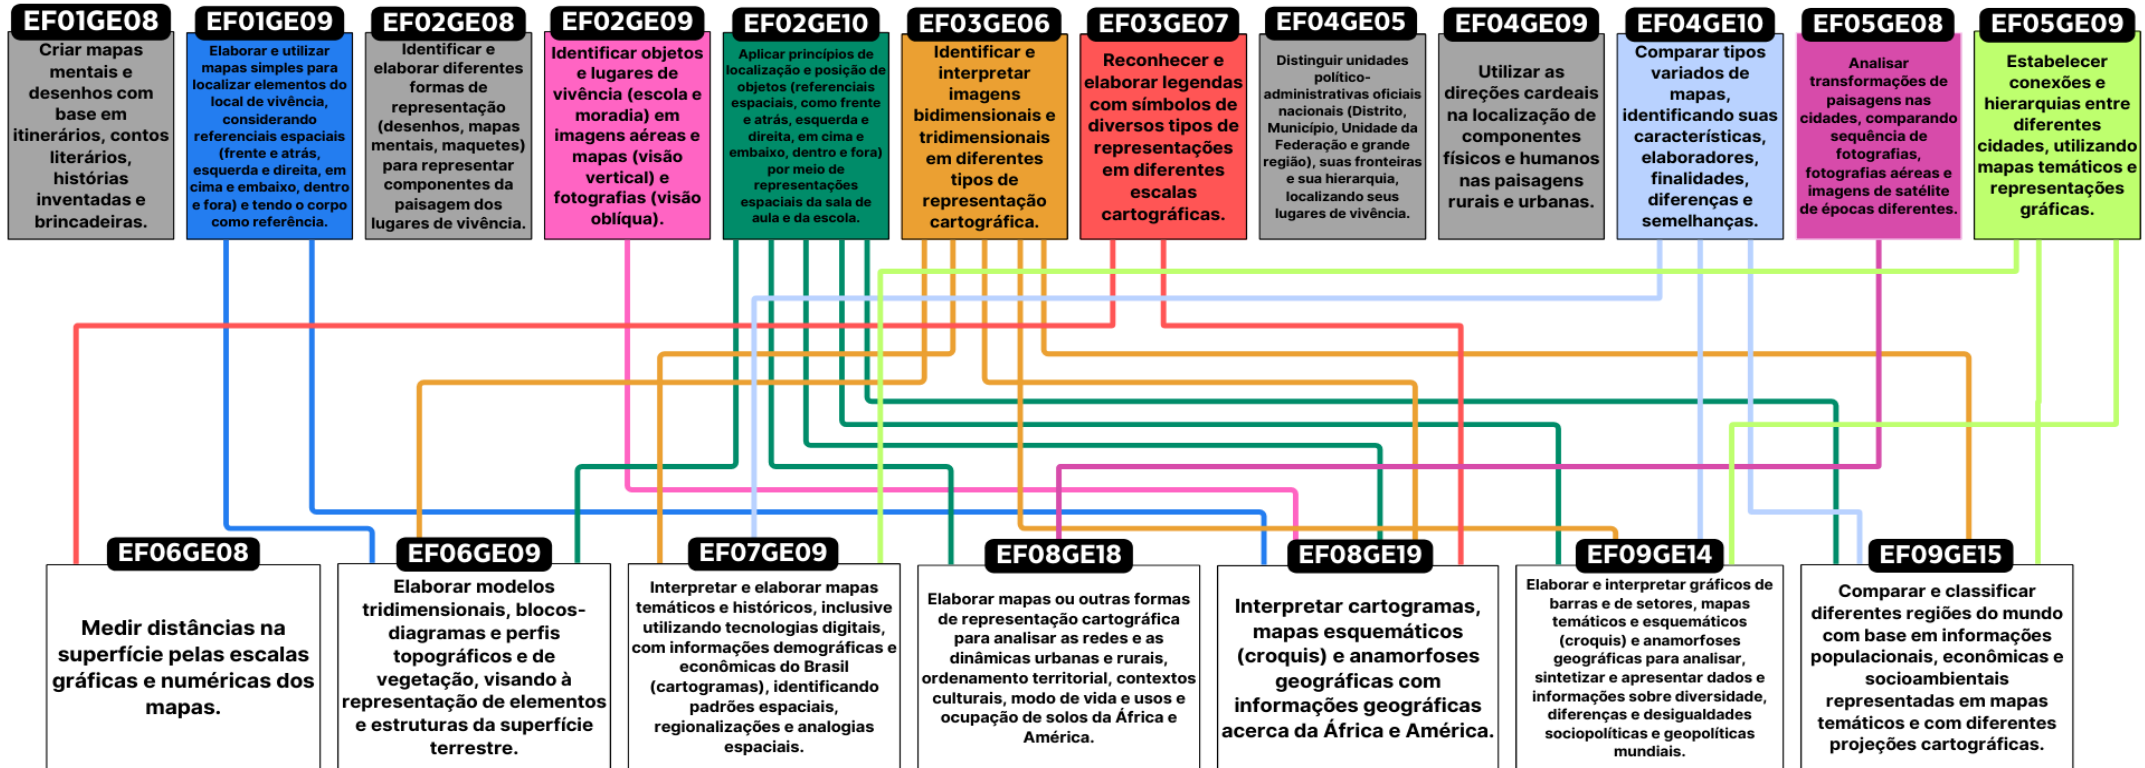 EF01GE08
Criar mapas
mentais e
desenhos com
base em
itinerários, contos
literários,
histórias
inventadas e
brincadeiras.
EF01GE09
Elaborar e utilizar
mapas simples para
localizar elementos do
local de vivência,
considerando
referenciais espaciais
(frente e atrás,
esquerda e direita, em
cima e embaixo, dentro
e fora) e tendo o corpo
como referência.
EF02GE08
Identificar e
elaborar diferentes
formas de
representação
(desenhos, mapas
mentais, maquetes)
para representar
componentes da
paisagem dos
lugares de vivência.
EF02GE09
Identificar objetos
e lugares de
vivência (escola e
moradia) em
imagens aéreas e
mapas (visão
vertical) e
fotografias (visão
oblíqua).
EF02GE10
Aplicar princípios de
localização e posição de
objetos (referenciais
espaciais, como frente
e atrás, esquerda e
direita, em cima e
embaixo, dentro e fora)
por meio de
representações
espaciais da sala de
aula e da escola.
EF03GE06
Identificar e
interpretar
imagens
bidimensionais e
tridimensionais
em diferentes
tipos de
representação
cartográfica.
EF03GE07
Reconhecer e
elaborar legendas
com símbolos de
diversos tipos de
representações
em diferentes
escalas
cartográficas.
EF04GE05
Distinguir unidades
político-
administrativas oficiais
nacionais (Distrito,
Município, Unidade da
Federação e grande
região), suas fronteiras
e sua hierarquia,
localizando seus
lugares de vivência.
EF04GE09
Utilizar as
direções cardeais
na localização de
componentes
físicos e humanos
nas paisagens
rurais e urbanas.
EF04GE10
Comparar tipos
variados de
mapas,
identificando suas
características,
elaboradores,
finalidades,
diferenças e
semelhanças.
EF05GE08
Analisar
transformações de
paisagens nas
cidades, comparando
sequência de
fotografias,
fotografias aéreas e
imagens de satélite
de épocas diferentes.
EF05GE09
Estabelecer
conexões e
hierarquias entre
diferentes
cidades, utilizando
mapas temáticos e
representações
gráficas.
EF06GE08
Medir distâncias na
superfície pelas escalas
gráficas e numéricas dos
mapas.
EF06GE09
Elaborar modelos
tridimensionais, blocos-
diagramas e perfis
topográficos e de
vegetação, visando à
representação de elementos
e estruturas da superfície
terrestre.
EF07GE09
Interpretar e elaborar mapas
temáticos e históricos, inclusive
utilizando tecnologias digitais,
com informações demográficas e
econômicas do Brasil
(cartogramas), identificando
padrões espaciais,
regionalizações e analogias
espaciais.
EF08GE18
Elaborar mapas ou outras formas
de representação cartográfica
para analisar as redes e as
dinâmicas urbanas e rurais,
ordenamento territorial, contextos
culturais, modo de vida e usos e
ocupação de solos da África e
América.
EF08GE19
Interpretar cartogramas,
mapas esquemáticos
(croquis) e anamorfoses
geográficas com
informações geográficas
acerca da África e América.
EF09GE14
Elaborar e interpretar gráficos de
barras e de setores, mapas
temáticos e esquemáticos
(croquis) e anamorfoses
geográficas para analisar,
sintetizar e apresentar dados e
informações sobre diversidade,
diferenças e desigualdades
sociopolíticas e geopolíticas
mundiais.
EF09GE15
Comparar e classificar
diferentes regiões do mundo
com base em informações
populacionais, econômicas e
socioambientais
representadas em mapas
temáticos e com diferentes
projeções cartográficas.